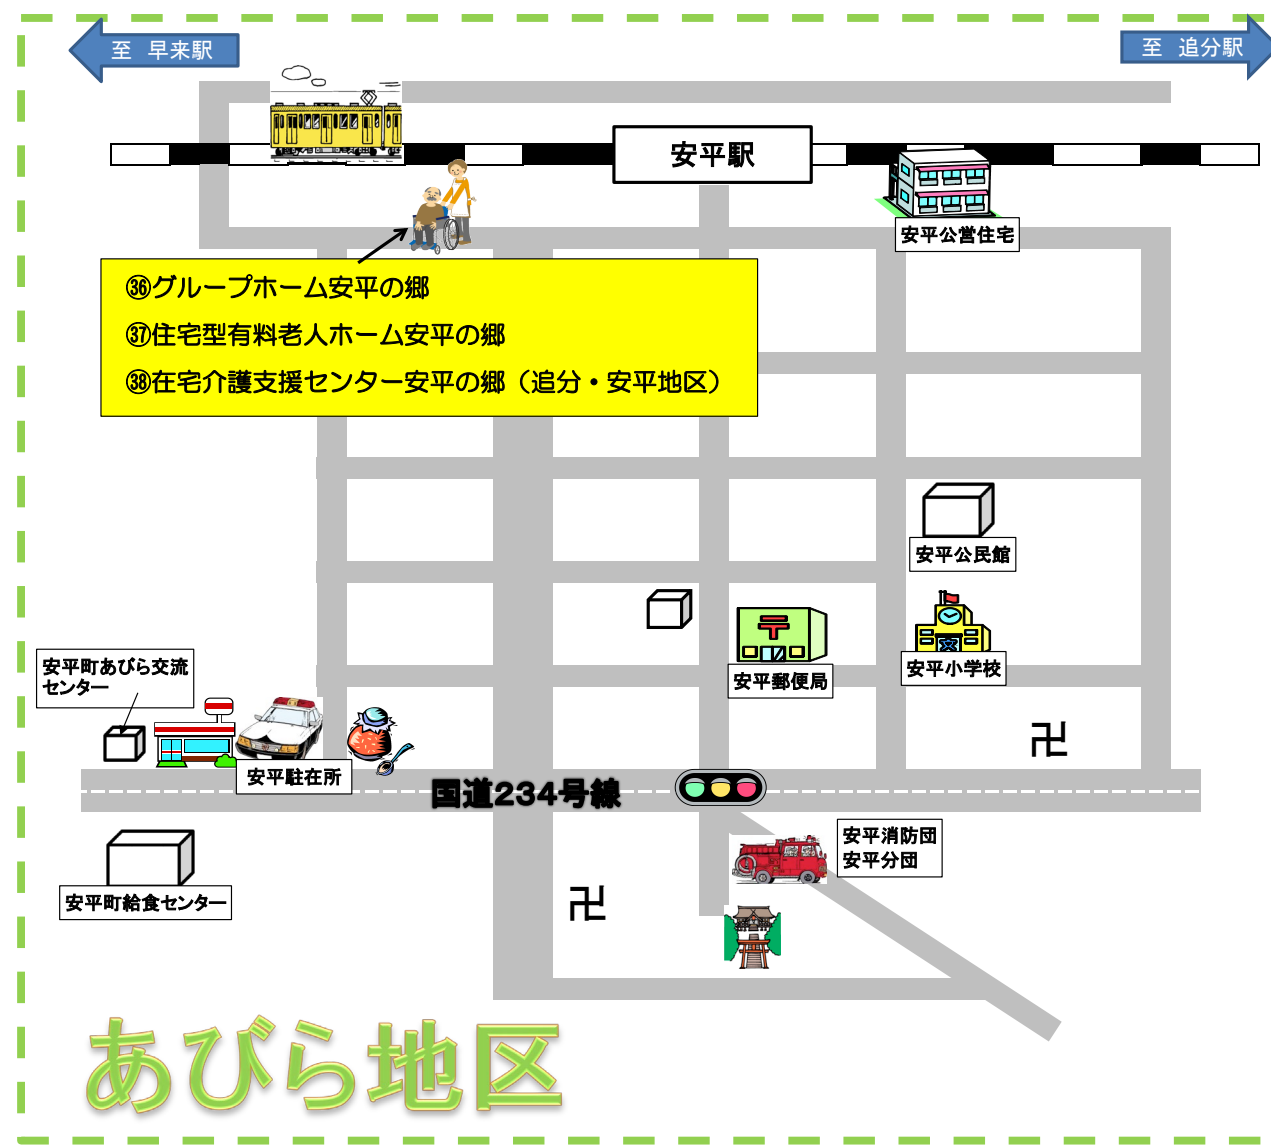 至 早来駅
至 追分駅
安平駅
安平公営住宅
㊱グループホーム安平の郷
㊲住宅型有料老人ホーム安平の郷
㊳在宅介護支援センター安平の郷（追分・安平地区）
安平公民館
安平町あびら交流
センター
安平郵便局
安平小学校
安平駐在所
国道234号線
安平消防団
安平分団
安平町給食センター
あびら地区